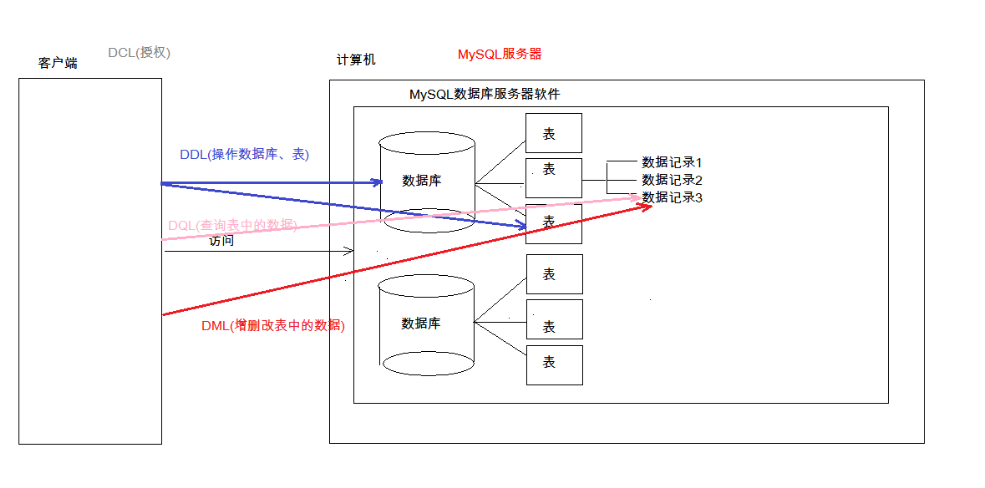 DCL(授权)
客户端
计算机
MySQL服务器
MySQL数据库服务器软件
DDL(操作数据库、表)
数据库
表
表
表
数据记录1
数据记录2
数据记录3
DQL(查询表中的数据)
访问
DML(增删改表中的数据)
数据库
表
表
表